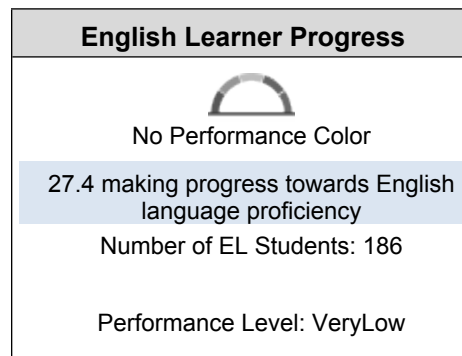 English Learner Progress
No Performance Color
27.4 making progress towards English
language proficiency
Number of EL Students: 186
Performance Level: VeryLow